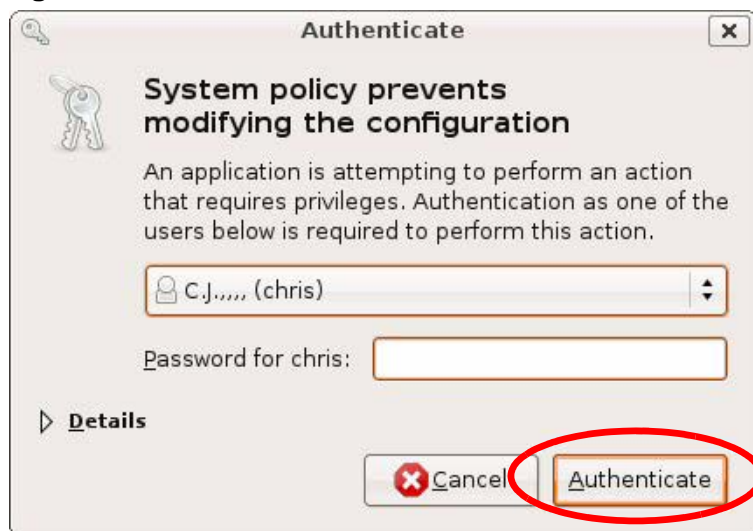 Authenticate
System policy prevents
modifying the configuration
An application is attempting to perform an action
that requires privileges. Authentication as one of the
users below is required to perform this action.
C.J.,,,,, (chris)
Password for chris:
Details
Cancel Authenticate